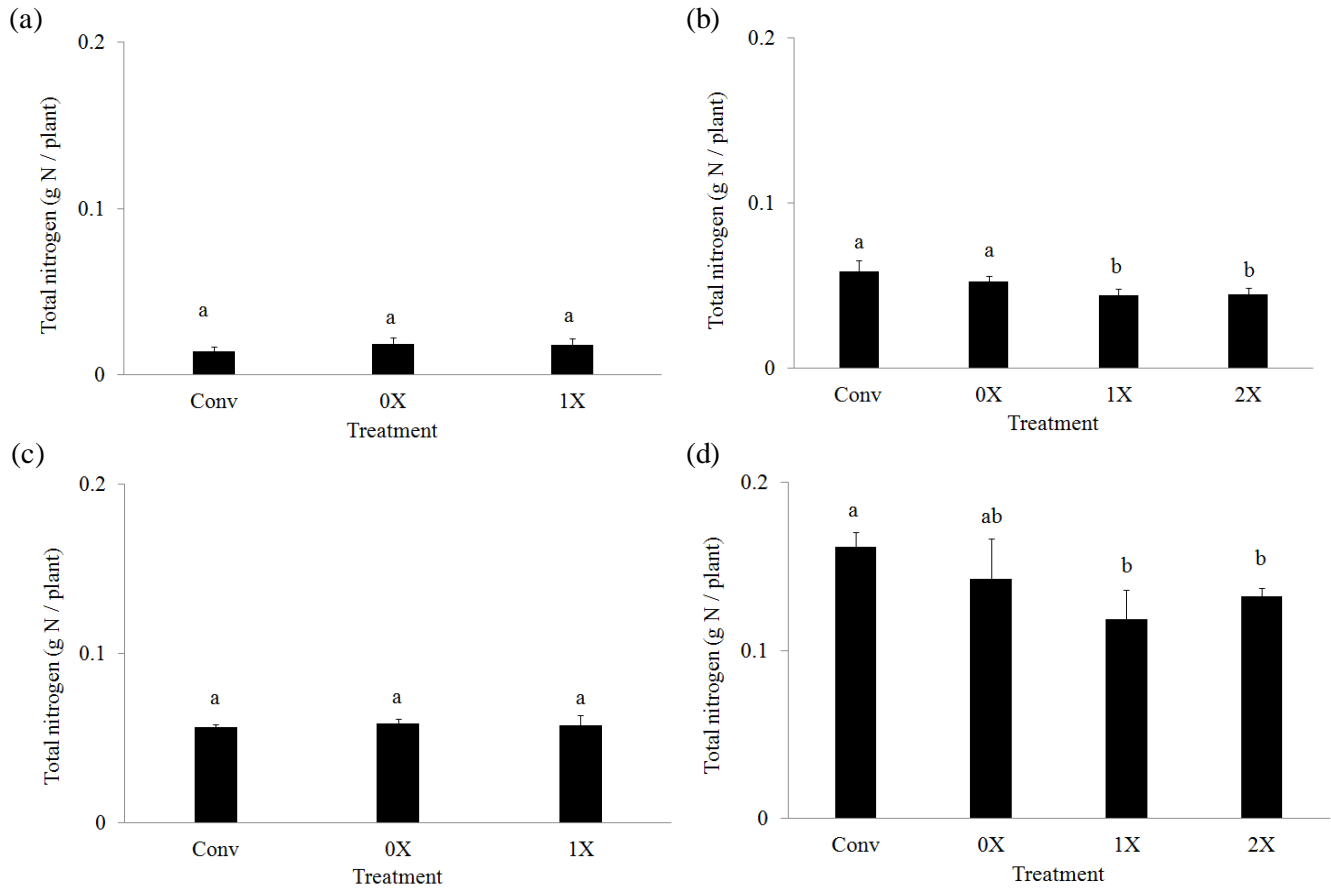 (a)
Total nitrogen (g N / plant)
0.2
0.1
0
a
a
a
Conv
0X
1X
Treatment
(b)
Total nitrogen (g N / plant)
0.2
0.1
0
a
a
b
b
Conv
0X
1X
2X
Treatment
(c)
Total nitrogen (g N / plant)
0.2
0.1
0
a
a
a
Conv
0X
1X
Treatment
(d)
Total nitrogen (g N / plant)
0.2
0.1
0
a
ab
b
b
Conv
0X
1X
2X
Treatment